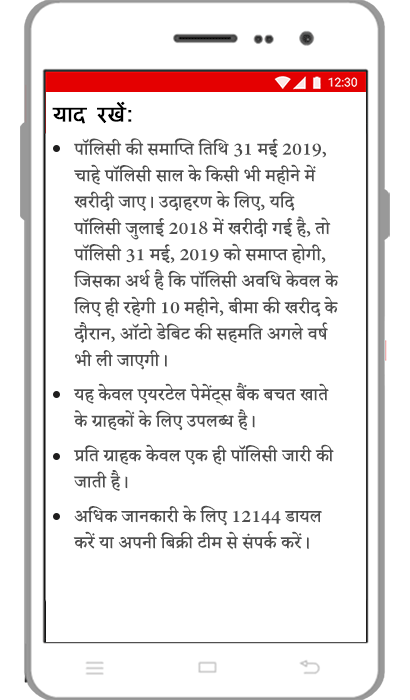 12:30
याद रखें:
• पॉलिसी की समाप्ति तिथि 31 मई 2019,
चाहे पॉलिसी साल के किसी भी महीने में
खरीदी जाए। उदाहरण के लिए, यदि
पॉलिसी जुलाई 2018 में खरीदी गई है, तो
पॉलिसी 31 मई, 2019 को समाप्त होगी,
जिसका अर्थ है कि पॉलिसी अवधि केवल के
लिए ही रहेगी 10 महीने, बीमा की खरीद के
दौरान, ऑटो डेबिट की सहमति अगले वर्ष
भी ली जाएगी।
• यह केवल एयरटेल पेमेंट्स बैंक बचत खाते
के ग्राहकों के लिए उपलब्ध है।
• प्रति ग्राहक केवल एक ही पॉलिसी जारी की
जाती है।
• अधिक जानकारी के लिए 12144 डायल
करें या अपनी बिक्री टीम से संपर्क करें।